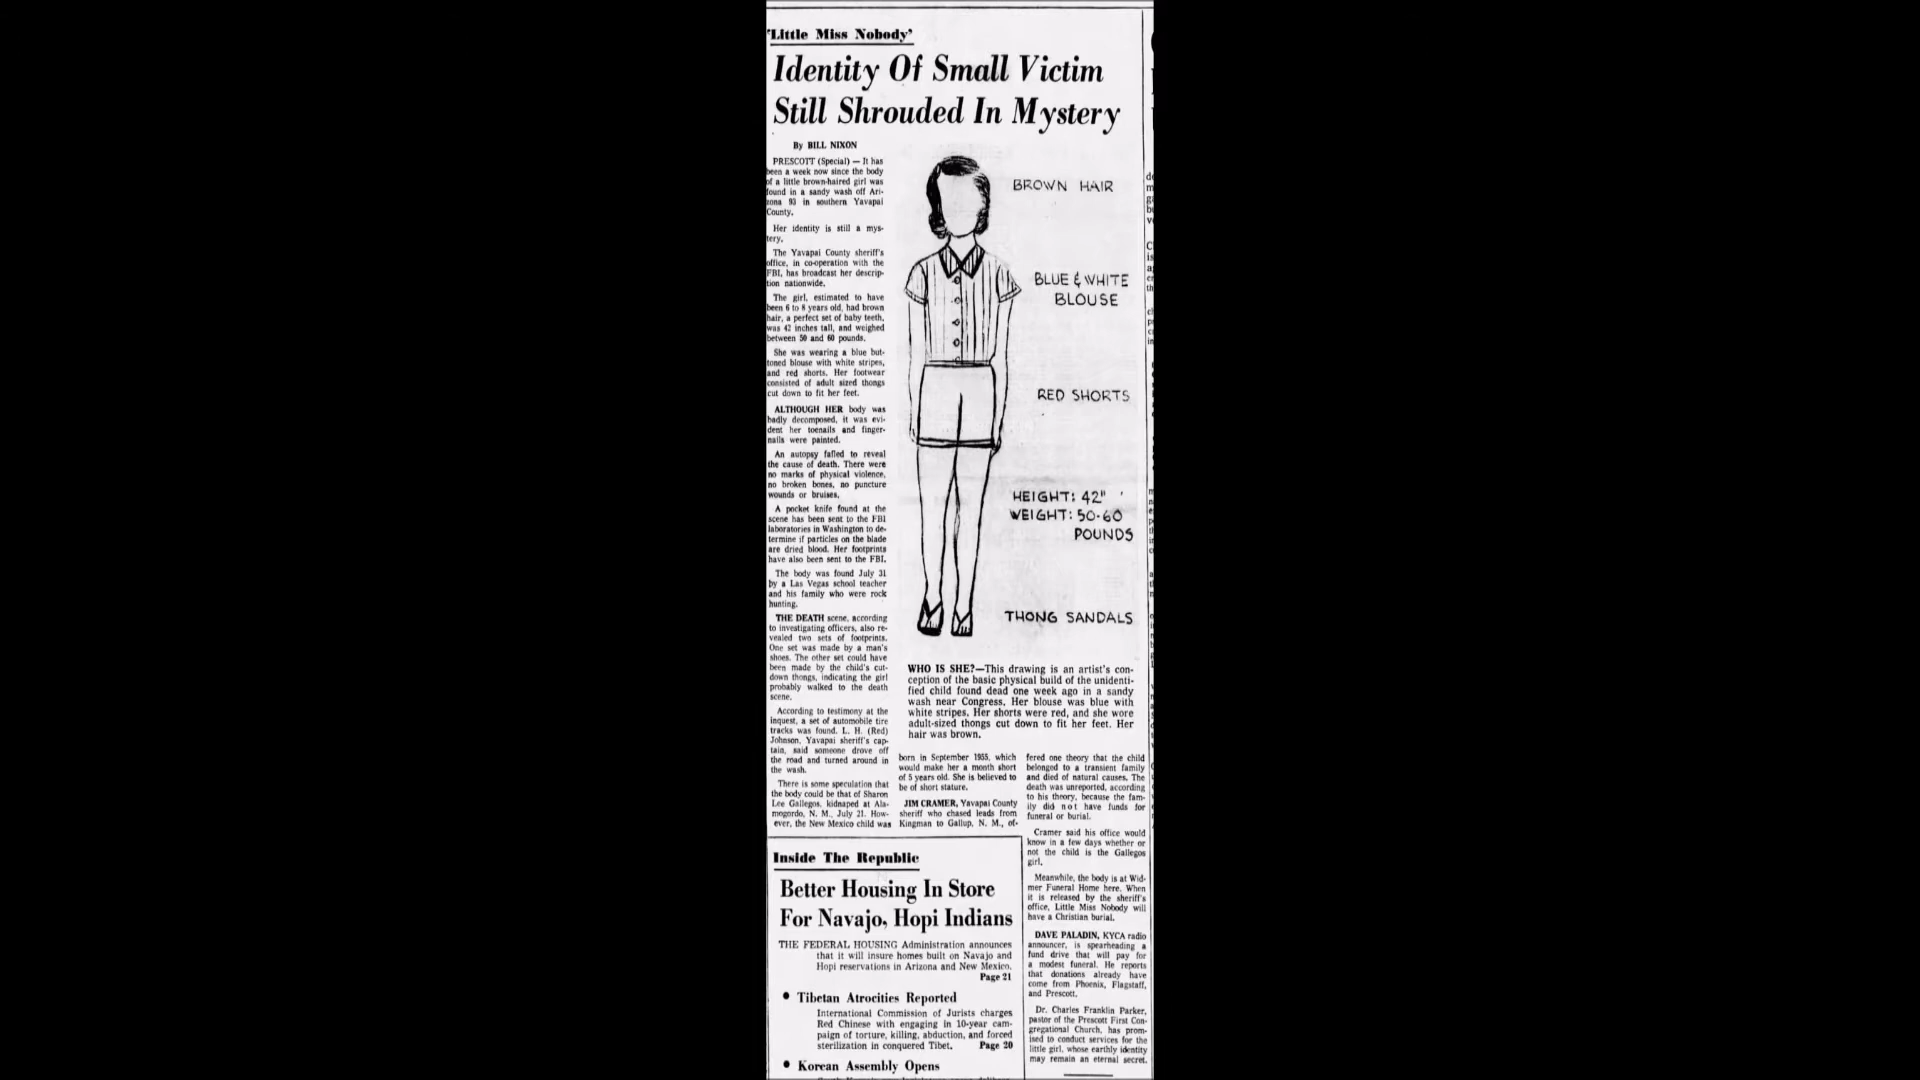 'Little Miss Nobody'
Identity Of Small Victim
Still Shrouded In Mystery
By BILL NIXON
PRESCOTT (Special) — It has
been a week now since the body
of a little brown-haired girl was
found in a sandy wash off Ari-
zona 93 in southern Yavapai
County.
Her identity is still a mys-
tery.
The Yavapai County sheriff's
office, in co-operation with the
FBI, has broadcast her descrip-
tion nationwide.
The girl, estimated to have
been 6 to 8 years old, had brown
hair, a perfect set of baby teeth,
was 42 inches tall, and weighed
between 50 and 60 pounds.
She was wearing a blue but-
toned blouse with white stripes,
and red shorts. Her footwear
consisted of adult sized thongs
cut down to fit her feet.
ALTHOUGH HER body was
badly decomposed, it was evi-
dent her toenails and finger-
nails were painted.
An autopsy failed to reveal
the cause of death. There were
no marks of physical violence,
no broken bones, no puncture
wounds or bruises.
A pocket knife found at the
scene has been sent to the FBI
laboratories in Washington to de-
termine if particles on the blade
are dried blood. Her footprints
have also been sent to the FBI.
The body was found July 31
by a Las Vegas school teacher
and his family who were rock
hunting.
THE DEATH scene, according
to investigating officers, also re-
vealed two sets of footprints.
One set was made by a man's
shoes. The other set could have
been made by the child's cut-
down thongs, indicating the girl
probably walked to the death
scene.
According to testimony at the
inquest, a set of automobile tire
tracks was found. L. H. (Red)
Johnson, Yavapai sheriff's cap-
tain, said someone drove off
the road and turned around in
the wash.
There is some speculation that
the body could be that of Sharon
Lee Gallegos, kidnaped at Ala-
mogordo, N. M., July 21. How-
ever, the New Mexico child was
BROWN HAIR
BLUE & WHITE
BLOUSE
RED SHORTS
HEIGHT: 42"
WEIGHT: 50-60
POUNDS
THONG SANDALS
WHO IS SHE?—This drawing is an artist's con-
ception of the basic physical build of the unidenti-
fied child found dead one week ago in a sandy
wash near Congress. Her blouse was blue with
white stripes. Her shorts were red, and she wore
adult-sized thongs cut down to fit her feet. Her
hair was brown.
born in September 1955, which
would make her a month short
of 5 years old. She is believed to
be of short stature.
JIM CRAMER, Yavapai County
sheriff who chased leads from
Kingman to Gallup, N. M., of-
fered one theory that the child
belonged to a transient family
and died of natural causes. The
death was unreported, according
to his theory, because the fam-
ily did not have funds for
funeral or burial.
Cramer said his office would
know in a few days whether or
not the child is the Gallegos
girl.
Meanwhile, the body is at Wid-
mer Funeral Home here. When
it is released by the sheriff's
office, Little Miss Nobody will
have a Christian burial.
DAVE PALADIN, KYCA radio
announcer, is spearheading a
fund drive that will pay for
a modest funeral. He reports
that donations already have
come from Phoenix, Flagstaff,
and Prescott.
Dr. Charles Franklin Parker,
pastor of the Prescott First Con-
gregational Church, has prom-
ised to conduct services for the
little girl, whose earthly identity
may remain an eternal secret.
Inside The Republic
Better Housing In Store
For Navajo, Hopi Indians
THE FEDERAL HOUSING Administration announces
that it will insure homes built on Navajo and
Hopi reservations in Arizona and New Mexico.
Page 21
• Tibetan Atrocities Reported
International Commission of Jurists charges
Red Chinese with engaging in 10-year cam-
paign of torture, killing, abduction, and forced
sterilization in conquered Tibet. Page 20
• Korean Assembly Opens